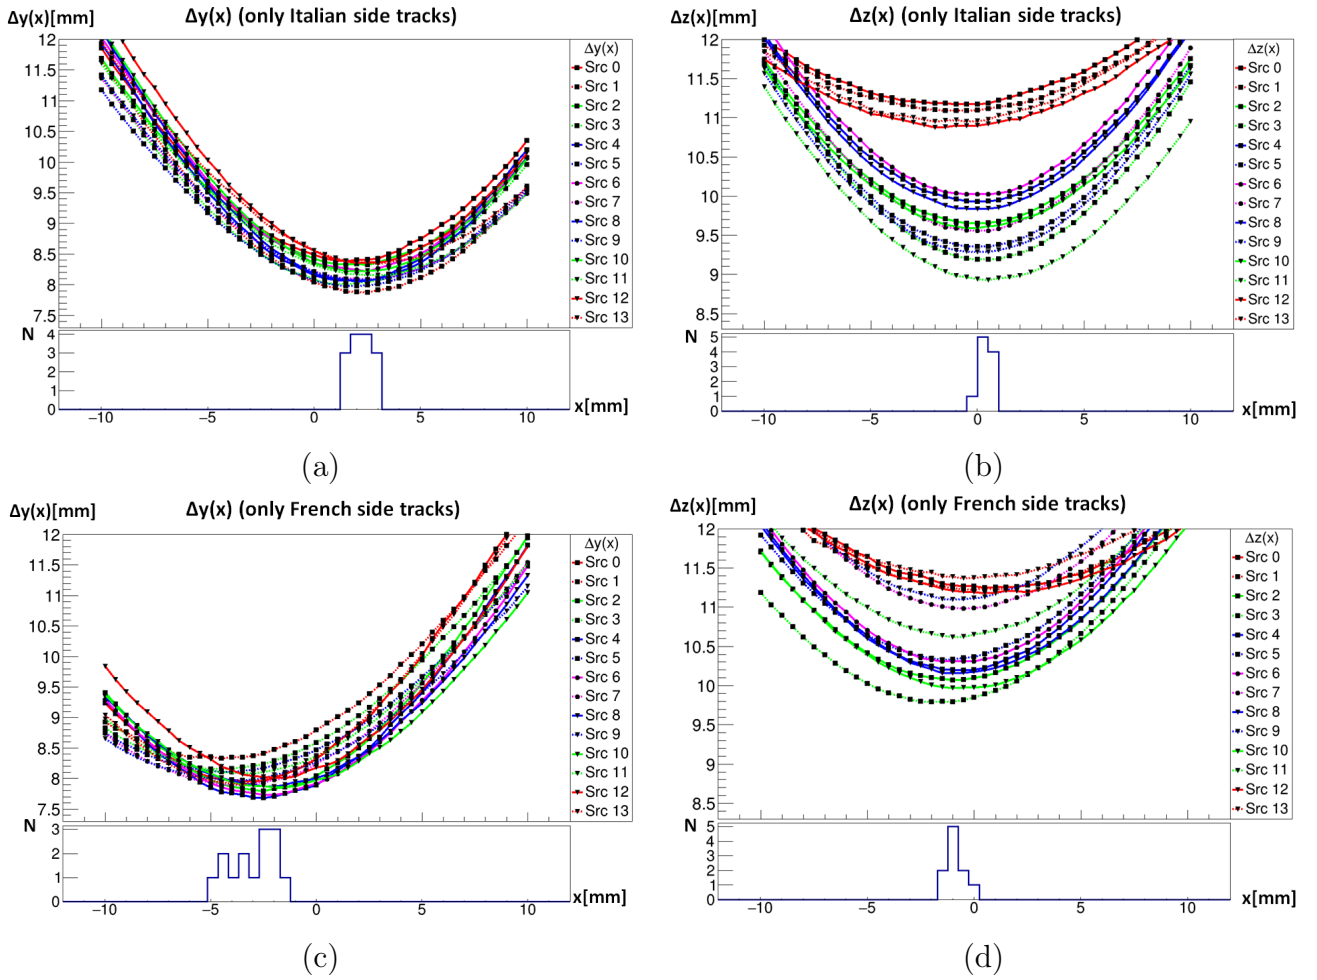 Δy(x)[mm] Δy(x) (only Italian side tracks)
12
11.5
11
10.5
10
9.5
9
8.5
8
7.5
Δy(x)
Src 0
Src 1
Src 2
Src 3
Src 4
Src 5
Src 6
Src 7
Src 8
Src 9
Src 10
Src 11
Src 12
Src 13
N
4
3
2
1
0
−10 −5 0 5 10 x[mm]
(a)
Δz(x)[mm] Δz(x) (only Italian side tracks)
12
11.5
11
10.5
10
9.5
9
8.5
Δz(x)
Src 0
Src 1
Src 2
Src 3
Src 4
Src 5
Src 6
Src 7
Src 8
Src 9
Src 10
Src 11
Src 12
Src 13
N
5
4
3
2
1
0
−10 −5 0 5 10 x[mm]
(b)
Δy(x)[mm] Δy(x) (only French side tracks)
12
11.5
11
10.5
10
9.5
9
8.5
8
7.5
Δy(x)
Src 0
Src 1
Src 2
Src 3
Src 4
Src 5
Src 6
Src 7
Src 8
Src 9
Src 10
Src 11
Src 12
Src 13
N
3
2
1
0
−10 −5 0 5 10 x[mm]
(c)
Δz(x)[mm] Δz(x) (only French side tracks)
12
11.5
11
10.5
10
9.5
9
8.5
Δz(x)
Src 0
Src 1
Src 2
Src 3
Src 4
Src 5
Src 6
Src 7
Src 8
Src 9
Src 10
Src 11
Src 12
Src 13
N
5
4
3
2
1
0
−10 −5 0 5 10 x[mm]
(d)